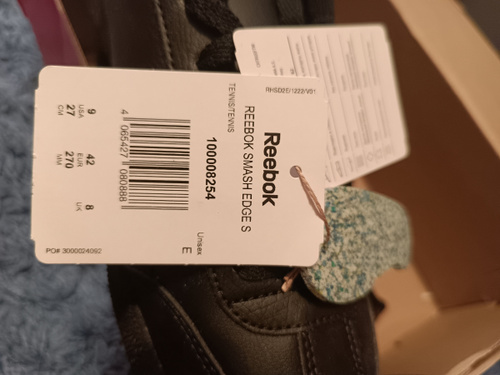 Reebok
REEBOK SMASH EDGE S
TENNIS/TENNIS
100008254
Unisex
E
4 065427 080888
9 42 8
USA EUR UK
27 270
CM MM
PO# 3000024092
RHSD27/1222/V01